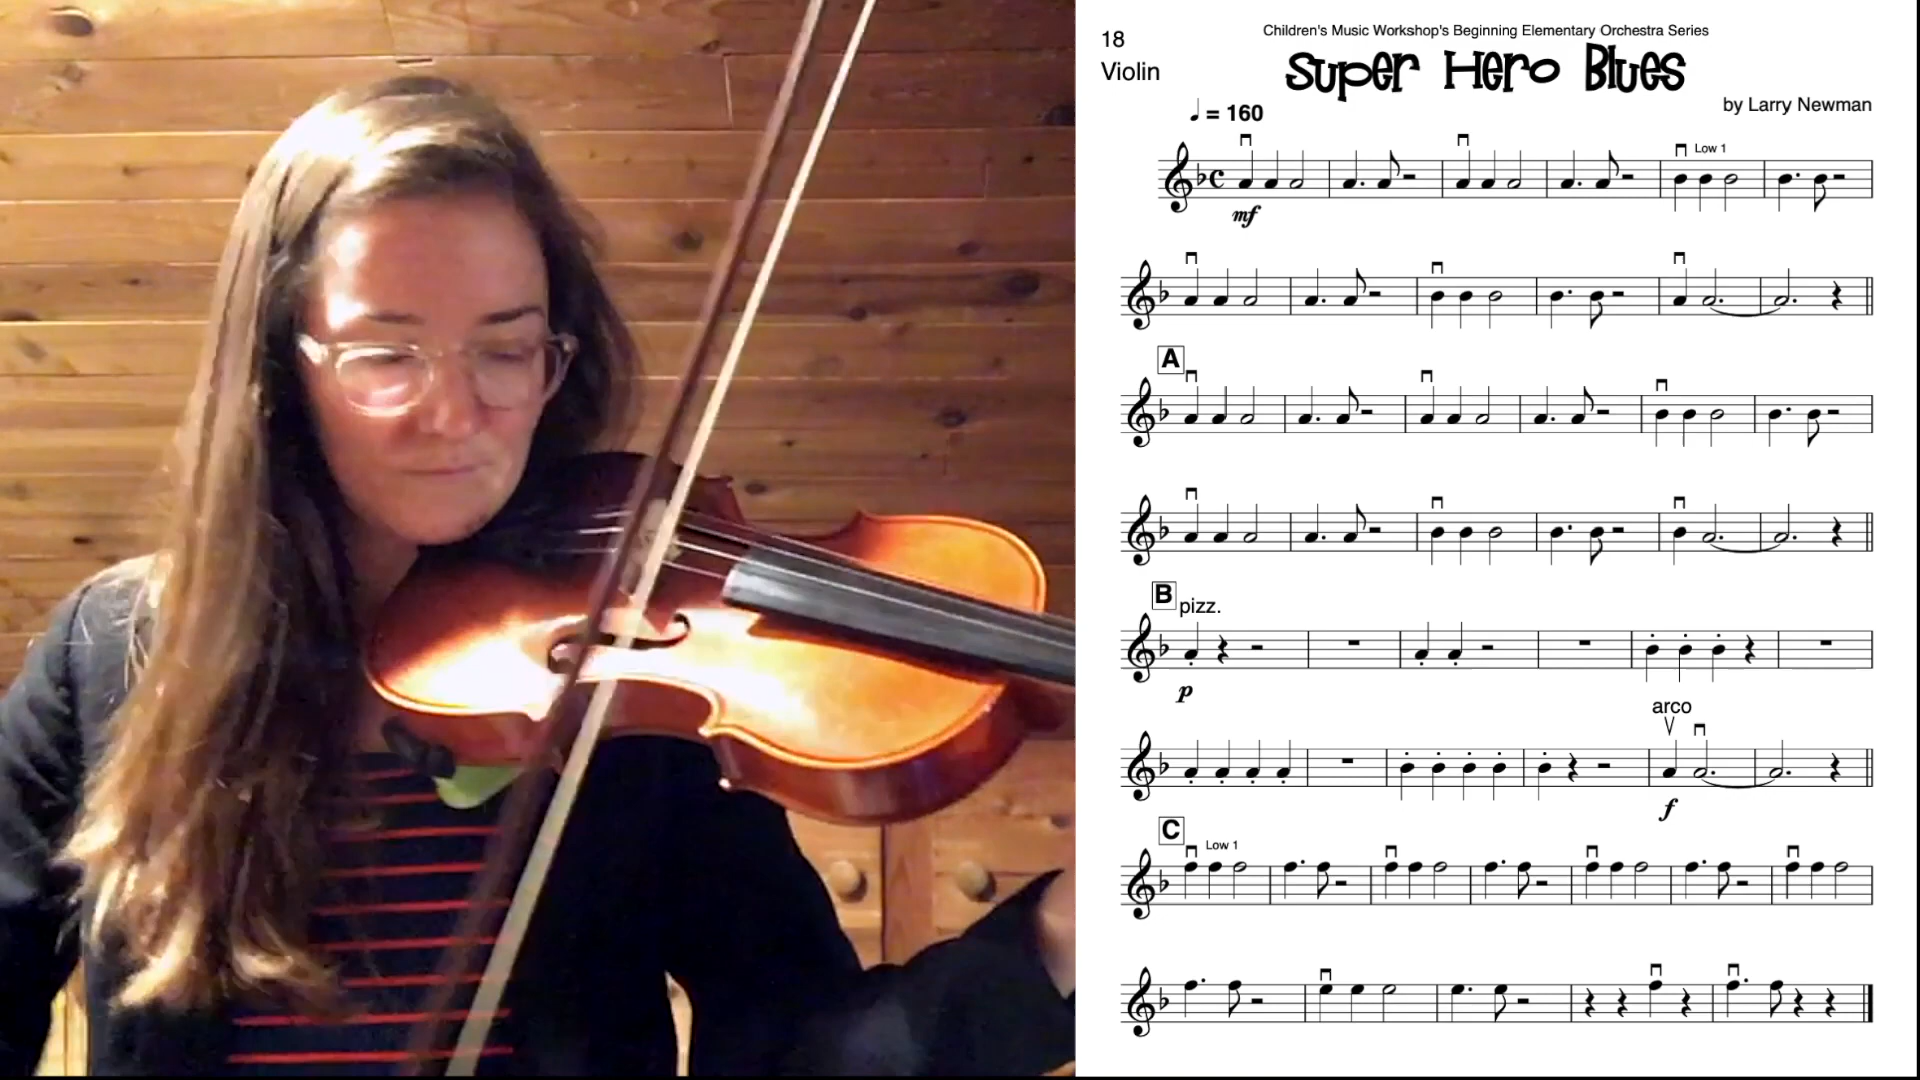 Children's Music Workshop's Beginning Elementary Orchestra Series
18
Super Hero Blues
Violin
by Larry Newman
♩ = 160
Low 1
mf
A
B
pizz.
p
arco
f
C
Low 1